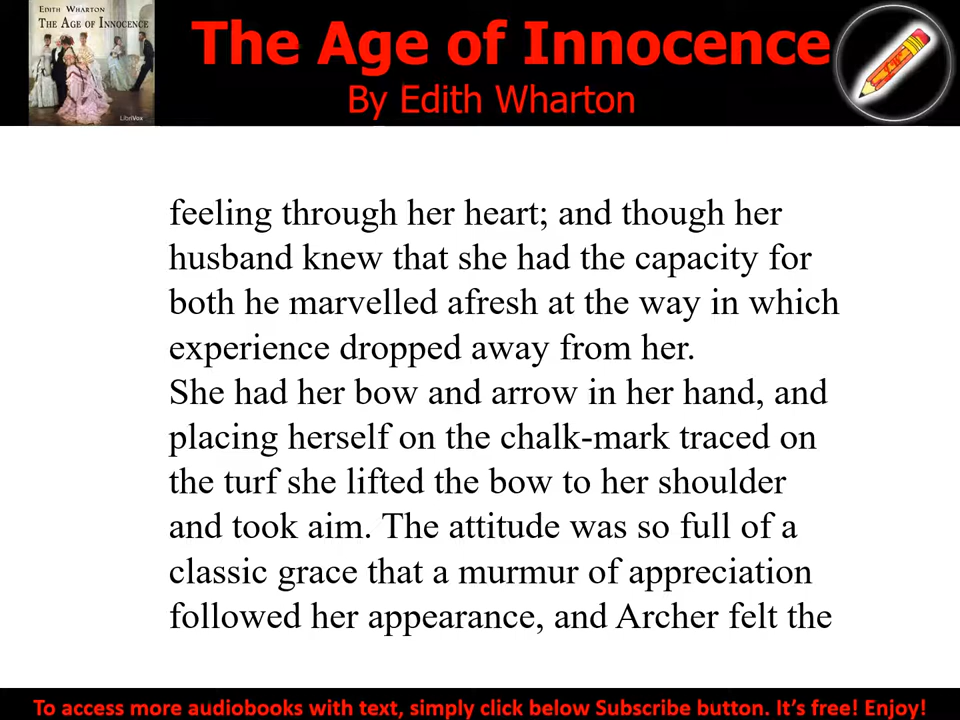 EDITH WHARTON
THE AGE OF INNOCENCE
LibriVox
The Age of Innocence
By Edith Wharton
feeling through her heart; and though her
husband knew that she had the capacity for
both he marvelled afresh at the way in which
experience dropped away from her.
She had her bow and arrow in her hand, and
placing herself on the chalk-mark traced on
the turf she lifted the bow to her shoulder
and took aim. The attitude was so full of a
classic grace that a murmur of appreciation
followed her appearance, and Archer felt the
To access more audiobooks with text, simply click below Subscribe button. It's free! Enjoy!